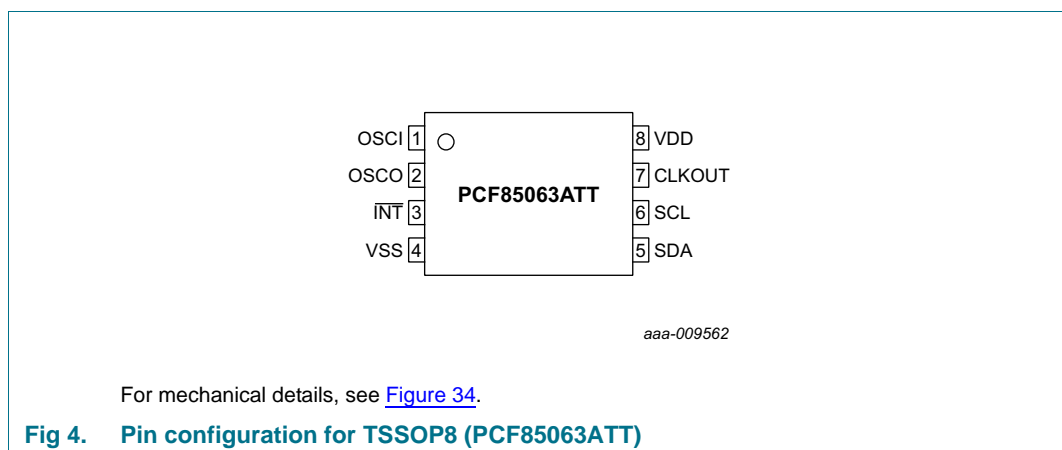 OSCI 1 8 VDD
OSCO 2 7 CLKOUT
PCF85063ATT
INT 3 6 SCL
VSS 4 5 SDA
aaa-009562
For mechanical details, see Figure 34.
Fig 4. Pin configuration for TSSOP8 (PCF85063ATT)